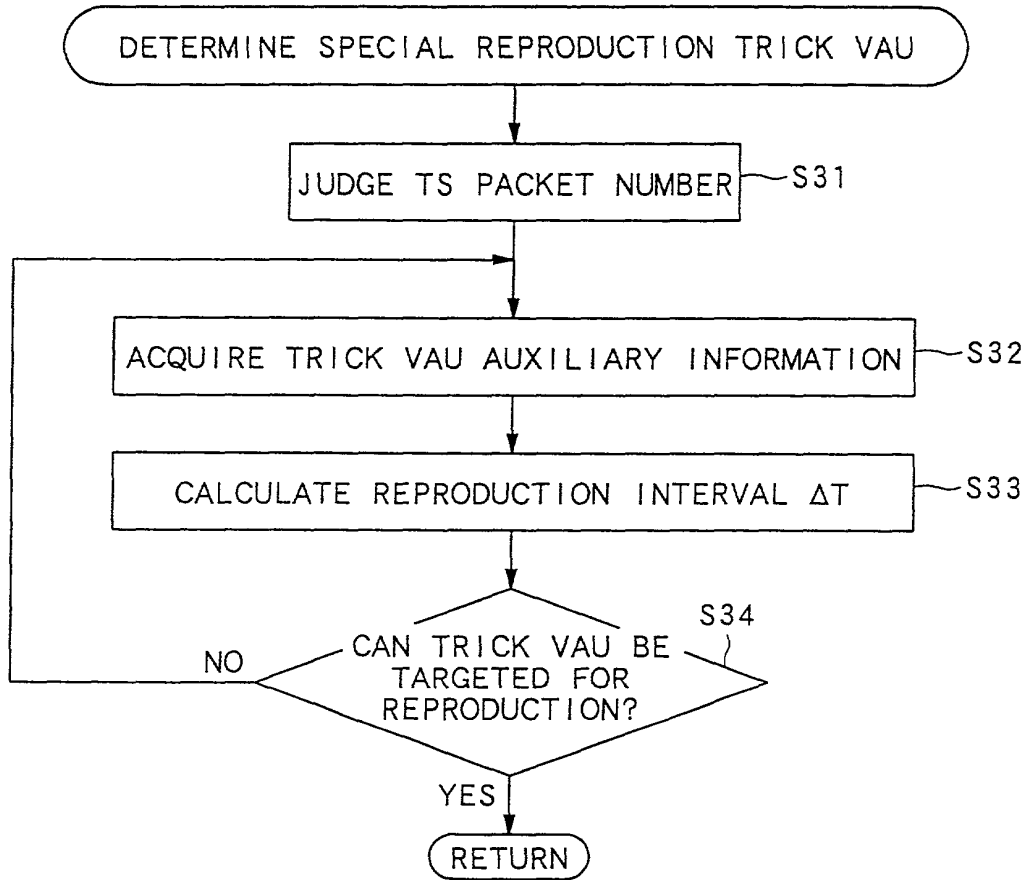 DETERMINE SPECIAL REPRODUCTION TRICK VAU
JUDGE TS PACKET NUMBER
S31
ACQUIRE TRICK VAU AUXILIARY INFORMATION
S32
CALCULATE REPRODUCTION INTERVAL ΔT
S33
S34
CAN TRICK VAU BE
TARGETED FOR
REPRODUCTION?
NO
YES
RETURN